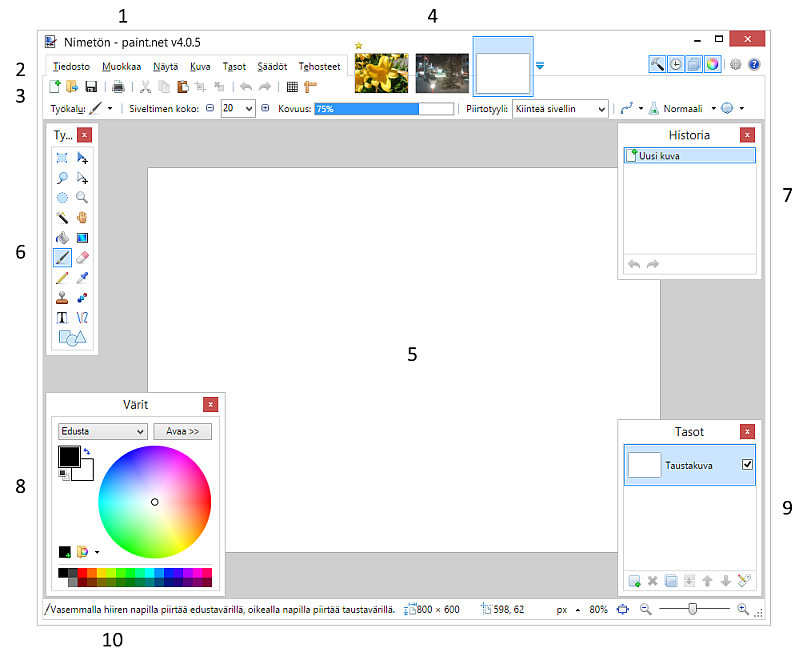 1
4
Nimetön - paint.net v4.0.5
2
Tiedosto Muokkaa Näytä Kuva Tasot Säädöt Tehosteet
3
Työkalu: Siveltimen koko: 20 Kovuus: 75% Piirtotyyli: Kiinteä sivellin Normaali
Ty...
Historia
Uusi kuva
7
6
5
Värit
Edusta Avaa >>
Tasot
Taustakuva
8
9
Vasemmalla hiiren napilla piirtää edustavärillä, oikealla napilla piirtää taustavärillä. 800 × 600 598, 62 px 80%
10